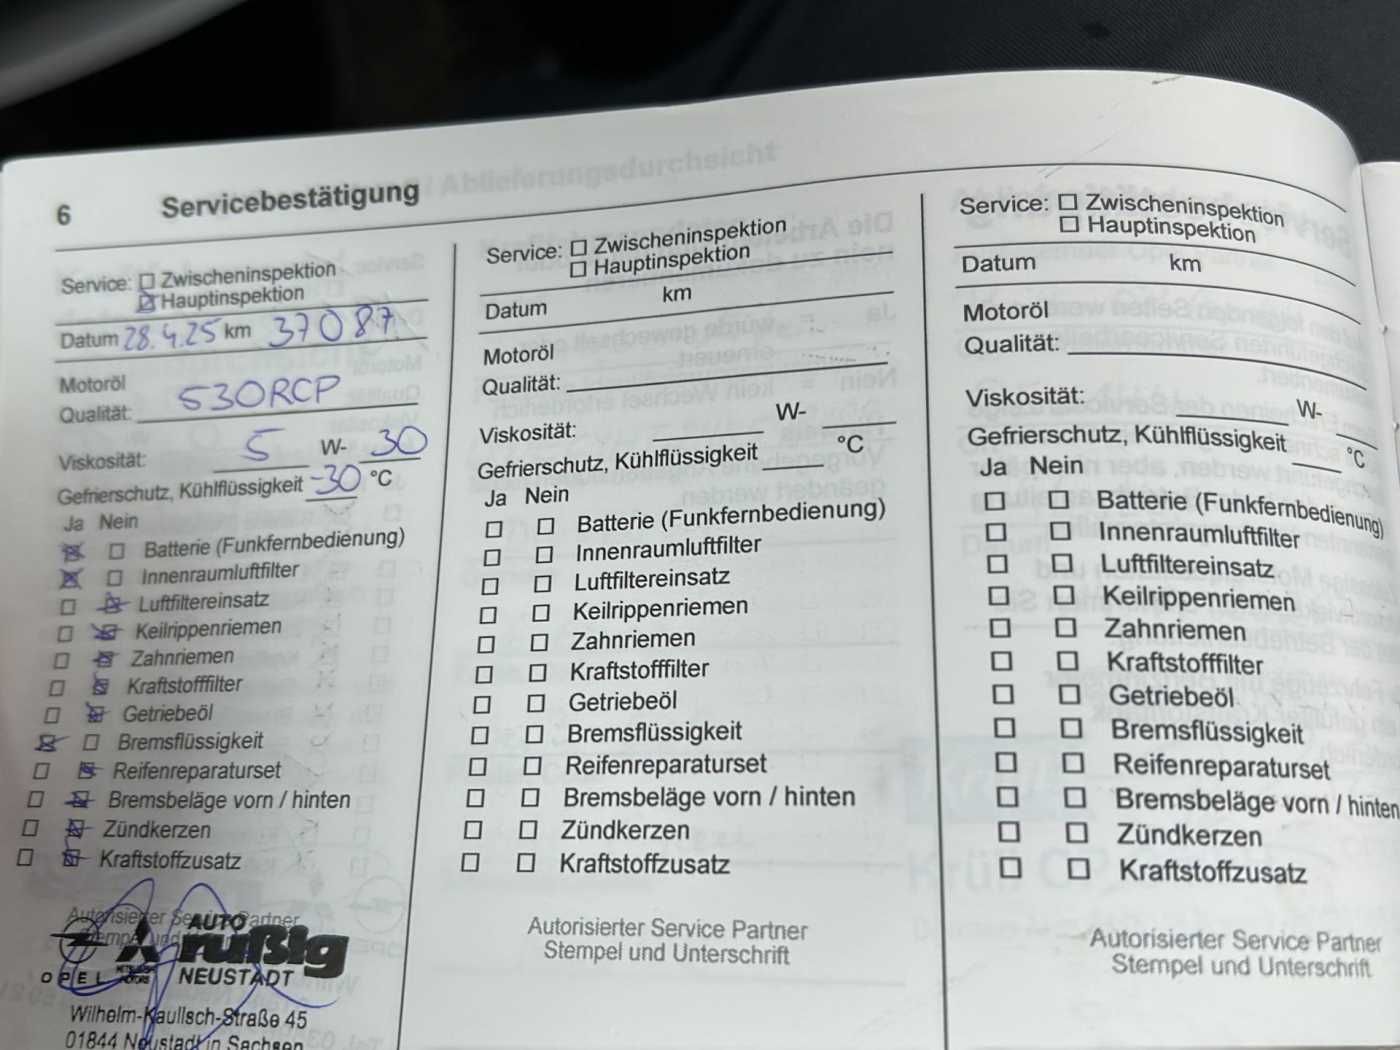 6 Servicebestätigung
Service: Zwischeninspektion
Hauptinspektion
Datum 28.4.25 km 37087
Motoröl
Qualität: 530RCP
Viskosität: 5 W- 30
Gefrierschutz, Kühlflüssigkeit -30 °C
Ja Nein
Batterie (Funkfernbedienung)
Innenraumluftfilter
Luftfiltereinsatz
Keilrippenriemen
Zahnriemen
Kraftstofffilter
Getriebeöl
Bremsflüssigkeit
Reifenreparaturset
Bremsbeläge vorn / hinten
Zündkerzen
Kraftstoffzusatz
Autorisierter Service Partner
AUTO
rußig
OPEL NEUSTADT
Wilhelm-Kaulisch-Straße 45
01844 Neustadt in Sachsen
Service: Zwischeninspektion
Hauptinspektion
Datum km
Motoröl
Qualität:
Viskosität: W-
Gefrierschutz, Kühlflüssigkeit °C
Ja Nein
Batterie (Funkfernbedienung)
Innenraumluftfilter
Luftfiltereinsatz
Keilrippenriemen
Zahnriemen
Kraftstofffilter
Getriebeöl
Bremsflüssigkeit
Reifenreparaturset
Bremsbeläge vorn / hinten
Zündkerzen
Kraftstoffzusatz
Autorisierter Service Partner
Stempel und Unterschrift
Service: Zwischeninspektion
Hauptinspektion
Datum km
Motoröl
Qualität:
Viskosität: W-
Gefrierschutz, Kühlflüssigkeit °C
Ja Nein
Batterie (Funkfernbedienung)
Innenraumluftfilter
Luftfiltereinsatz
Keilrippenriemen
Zahnriemen
Kraftstofffilter
Getriebeöl
Bremsflüssigkeit
Reifenreparaturset
Bremsbeläge vorn / hinten
Zündkerzen
Kraftstoffzusatz
Autorisierter Service Partner
Stempel und Unterschrift